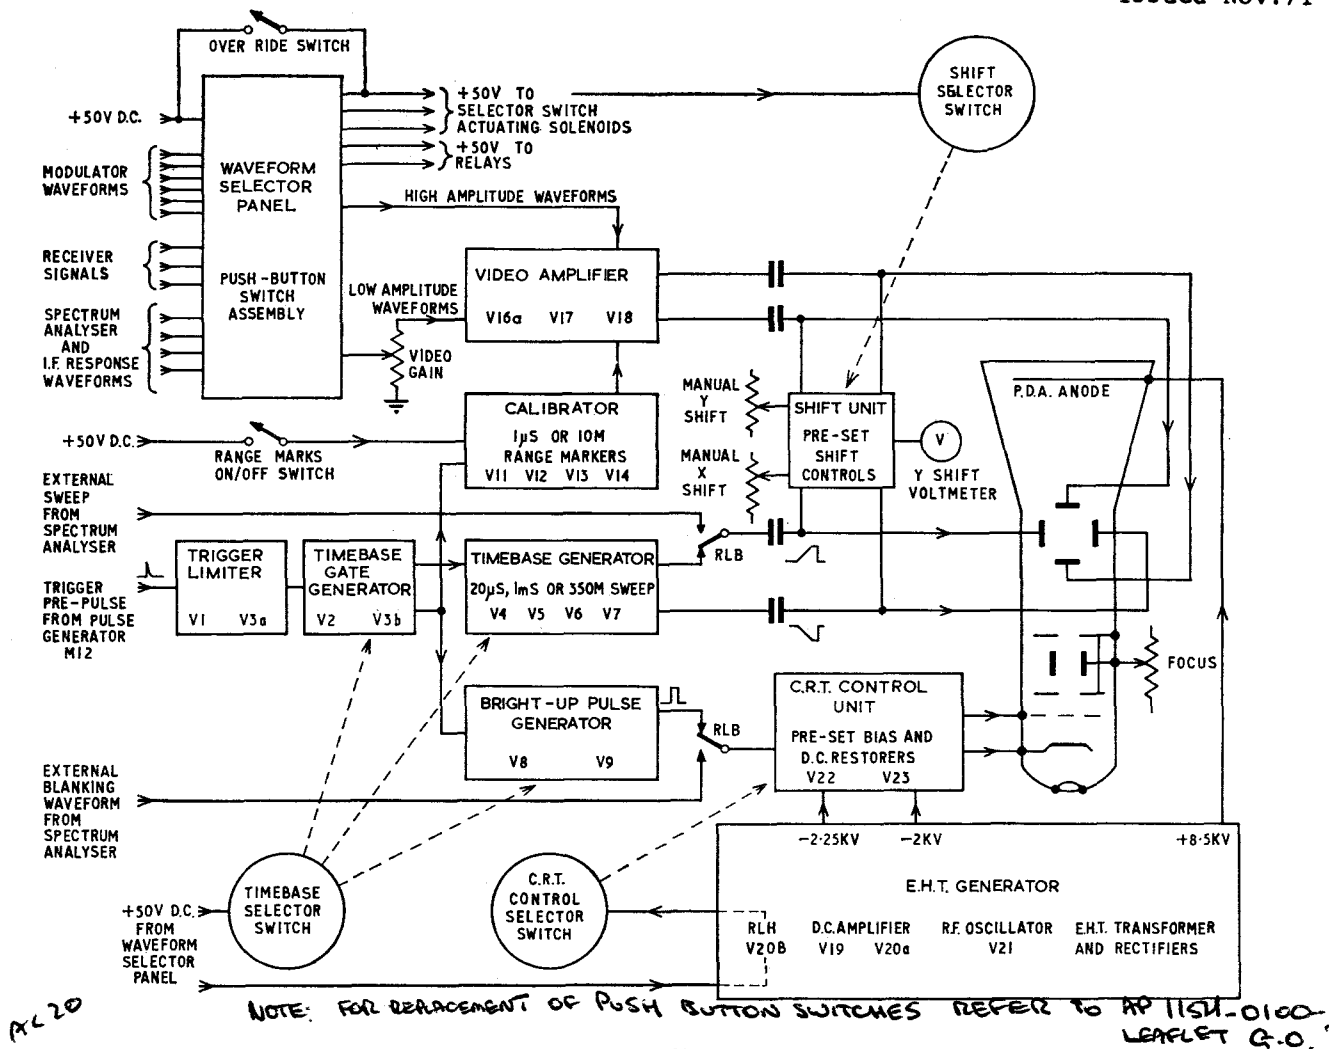 Issued Nov.71
OVER RIDE SWITCH
+50V D.C.
MODULATOR
WAVEFORMS
RECEIVER
SIGNALS
SPECTRUM
ANALYSER
AND
I.F. RESPONSE
WAVEFORMS
WAVEFORM
SELECTOR
PANEL
PUSH-BUTTON
SWITCH
ASSEMBLY
+50V TO
SELECTOR SWITCH
ACTUATING SOLENOIDS
+50V TO
RELAYS
SHIFT
SELECTOR
SWITCH
HIGH AMPLITUDE WAVEFORMS
LOW AMPLITUDE
WAVEFORMS
VIDEO
GAIN
VIDEO AMPLIFIER
V16a V17 V18
+50V D.C.
RANGE MARKS
ON/OFF SWITCH
CALIBRATOR
1μS OR 10M
RANGE MARKERS
V11 V12 V13 V14
MANUAL
Y
SHIFT
MANUAL
X
SHIFT
SHIFT UNIT
PRE-SET
SHIFT
CONTROLS
V
Y SHIFT
VOLTMETER
P.D.A. ANODE
EXTERNAL
SWEEP
FROM
SPECTRUM
ANALYSER
TRIGGER
PRE-PULSE
FROM PULSE
GENERATOR
M12
TRIGGER
LIMITER
V1 V3a
TIMEBASE
GATE
GENERATOR
V2 V3b
TIMEBASE GENERATOR
20μS, 1mS OR 350M SWEEP
V4 V5 V6 V7
RLB
FOCUS
BRIGHT-UP PULSE
GENERATOR
V8 V9
RLB
C.R.T. CONTROL
UNIT
PRE-SET BIAS AND
D.C. RESTORERS
V22 V23
EXTERNAL
BLANKING
WAVEFORM
FROM
SPECTRUM
ANALYSER
TIMEBASE
SELECTOR
SWITCH
C.R.T.
CONTROL
SELECTOR
SWITCH
+50V D.C.
FROM
WAVEFORM
SELECTOR
PANEL
-2.25KV -2KV +8.5KV
E.H.T. GENERATOR
RLH
V20B
D.C. AMPLIFIER
V19 V20a
R.F. OSCILLATOR
V21
E.H.T. TRANSFORMER
AND RECTIFIERS
NOTE: FOR REPLACEMENT OF PUSH BUTTON SWITCHES REFER TO AP 115H-0100-
LEAFLET G.O.